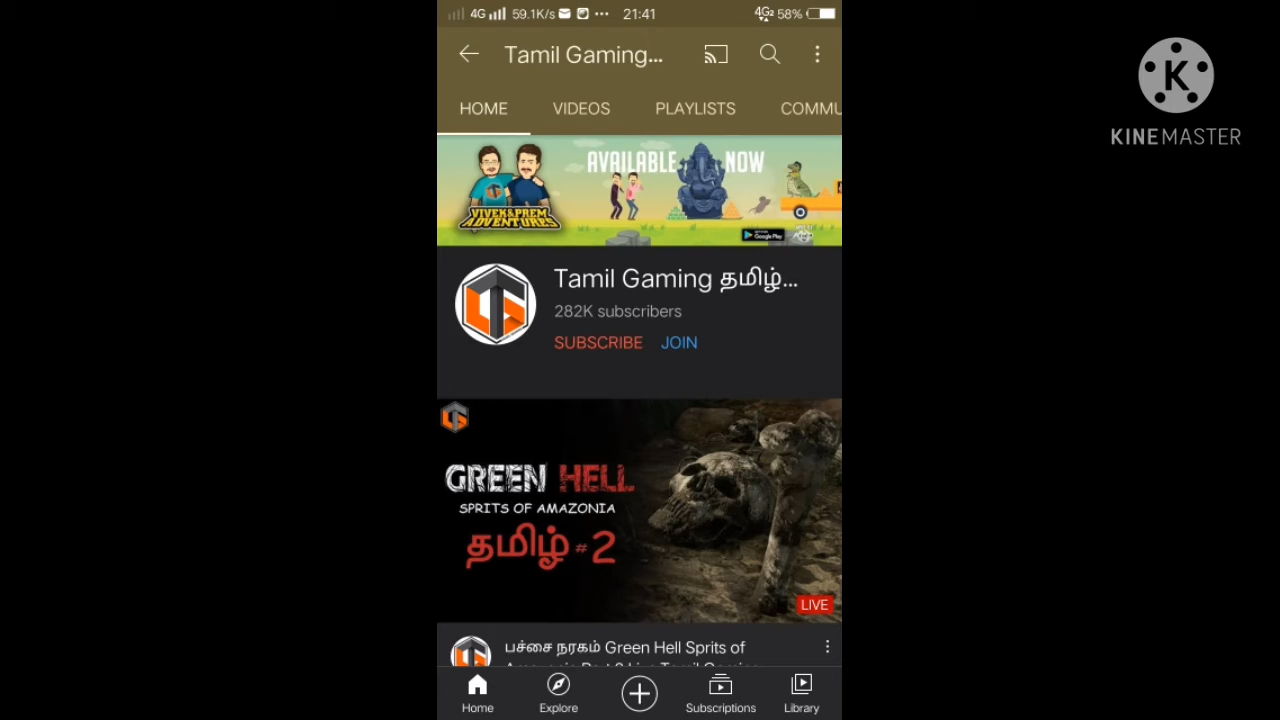 4G 59.1K/s ••• 21:41 4G 58%
Tamil Gaming...
HOME VIDEOS PLAYLISTS COMMU
AVAILABLE NOW
VIVEK&PREM
ADVENTURES
Google Play
Tamil Gaming தமிழ்...
282K subscribers
SUBSCRIBE JOIN
GREEN HELL
SPRITS OF AMAZONIA
தமிழ் #2
LIVE
பச்சை நரகம் Green Hell Sprits of
Home Explore Subscriptions Library
K
KINEMASTER